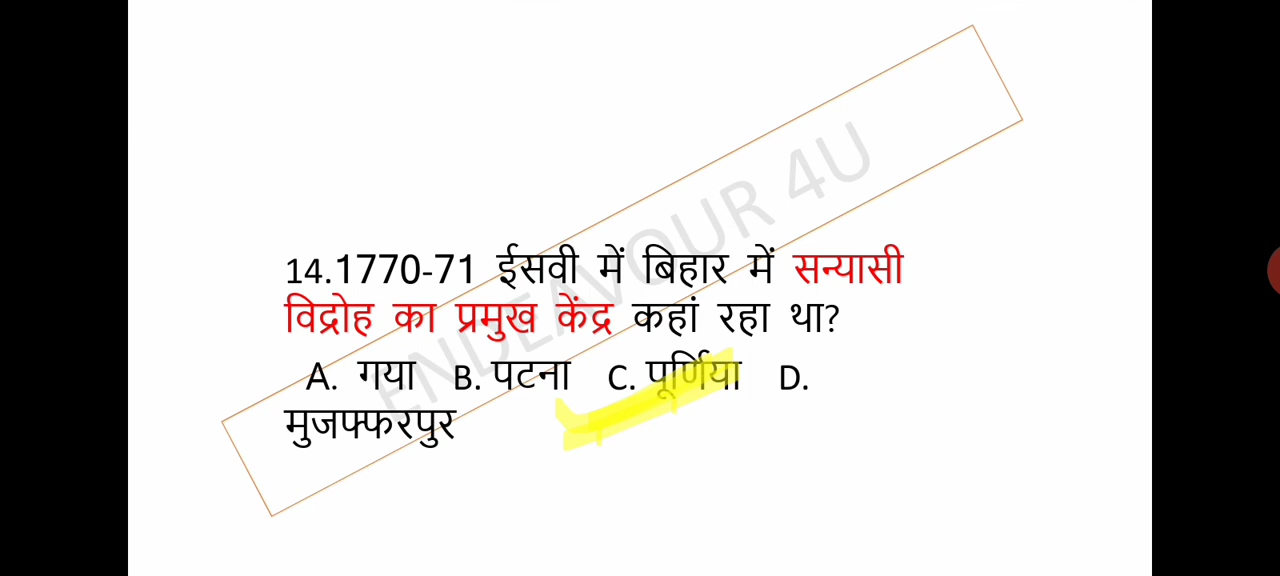 ENDEAVOUR 4U
14.1770-71 ईसवी में बिहार में सन्यासी
विद्रोह का प्रमुख केंद्र कहां रहा था?
A. गया B. पटना C. पूर्णिया D.
मुजफ्फरपुर